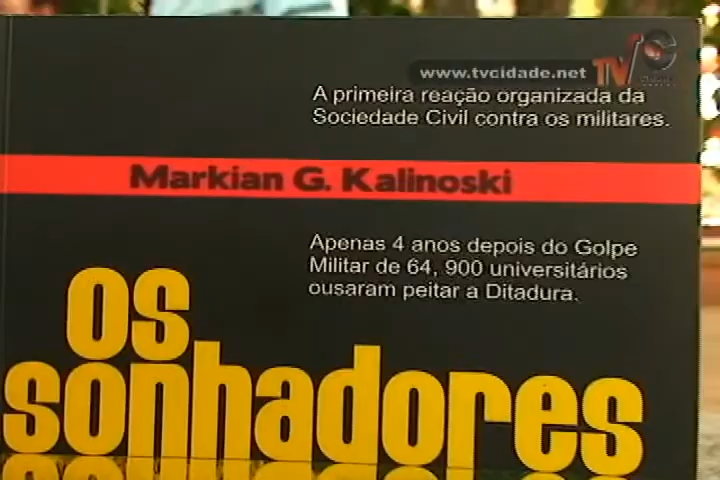 www.tvcidade.net TV
A primeira reação organizada da
Sociedade Civil contra os militares.
Markian G. Kalinoski
Apenas 4 anos depois do Golpe
Militar de 64, 900 universitários
ousaram peitar a Ditadura.
os
sonhadores